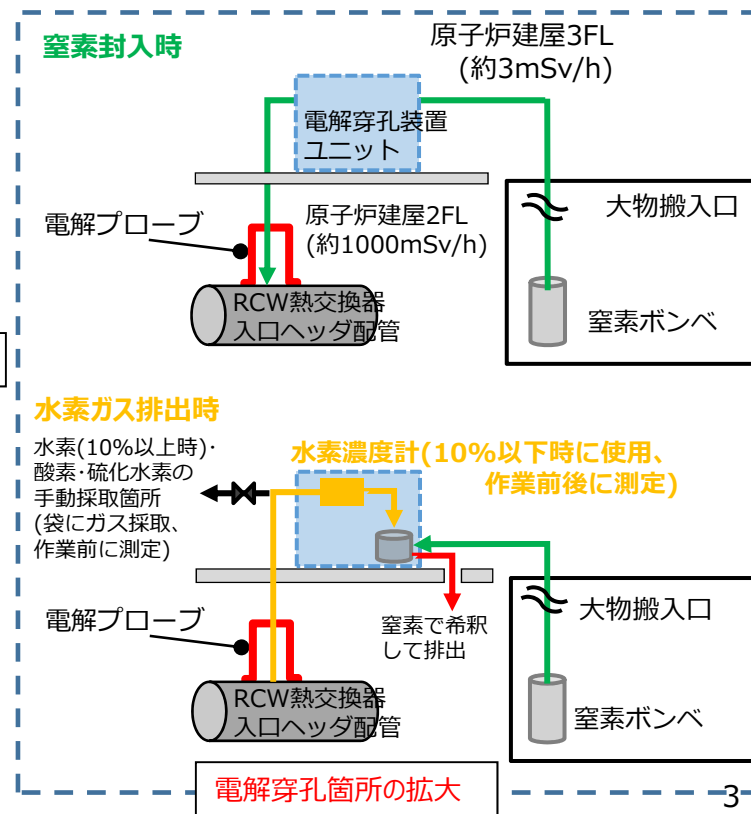 窒素封入時
原子炉建屋3FL
(約3mSv/h)
電解穿孔装置
ユニット
大物搬入口
電解プローブ
原子炉建屋2FL
(約1000mSv/h)
RCW熱交換器
入口ヘッダ配管
窒素ボンベ
水素ガス排出時
水素(10%以上時)・
酸素・硫化水素の
手動採取箇所
(袋にガス採取、
作業前に測定)
水素濃度計(10%以下時に使用、
作業前後に測定)
電解プローブ
窒素で希釈
して排出
大物搬入口
RCW熱交換器
入口ヘッダ配管
窒素ボンベ
電解穿孔箇所の拡大
3